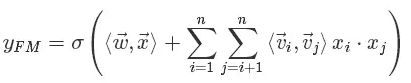 $y_{FM} = \sigma\left(\langle \vec{w}, \vec{x} \rangle + \sum_{i=1}^{n} \sum_{j=i+1}^{n} \langle \vec{v}_i, \vec{v}_j \rangle \, x_i \cdot x_j\right)$